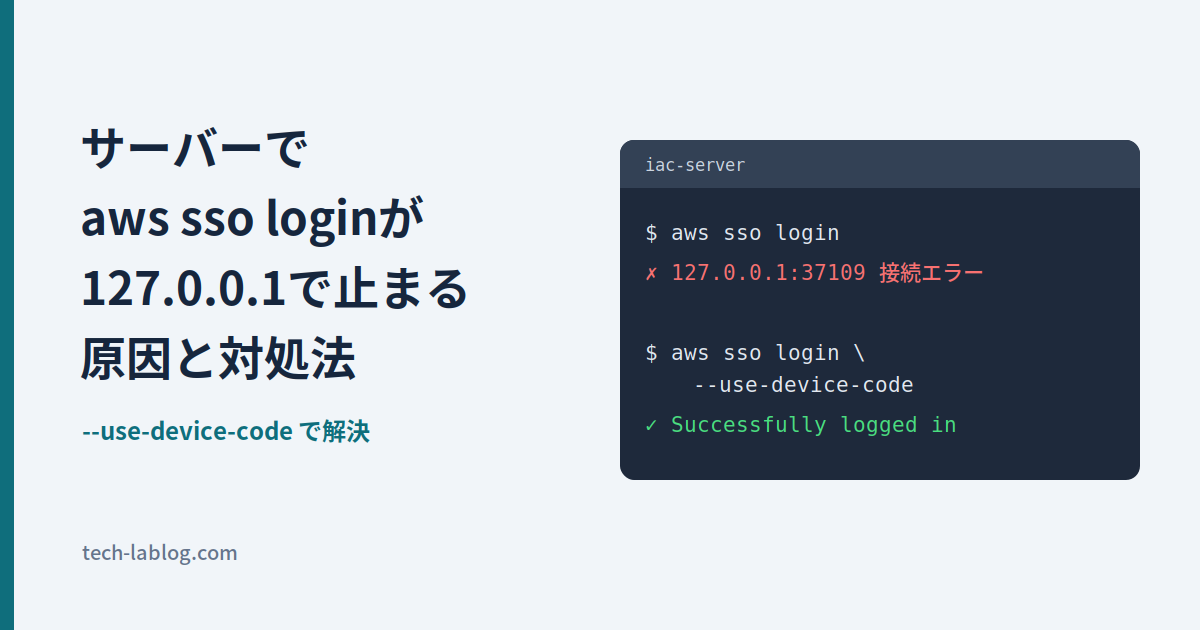 サーバーで
aws sso loginが
127.0.0.1で止まる
原因と対処法
--use-device-code で解決
tech-lablog.com
iac-server
$ aws sso login
✗ 127.0.0.1:37109 接続エラー
$ aws sso login \
--use-device-code
✓ Successfully logged in